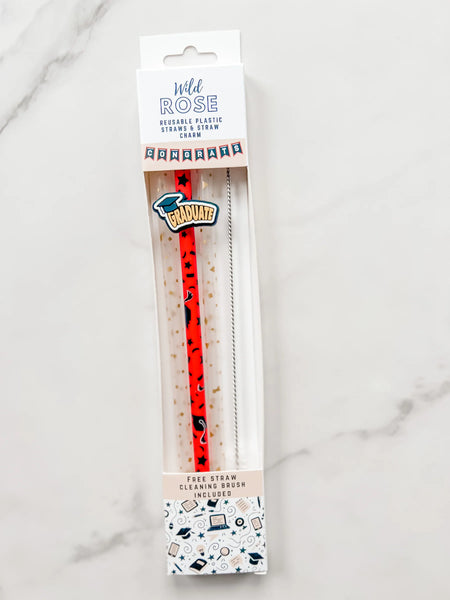 Wild
ROSE
REUSABLE PLASTIC
STRAWS & STRAW
CHARM
CONGRATS
GRADUATE
FREE STRAW
CLEANING BRUSH
INCLUDED